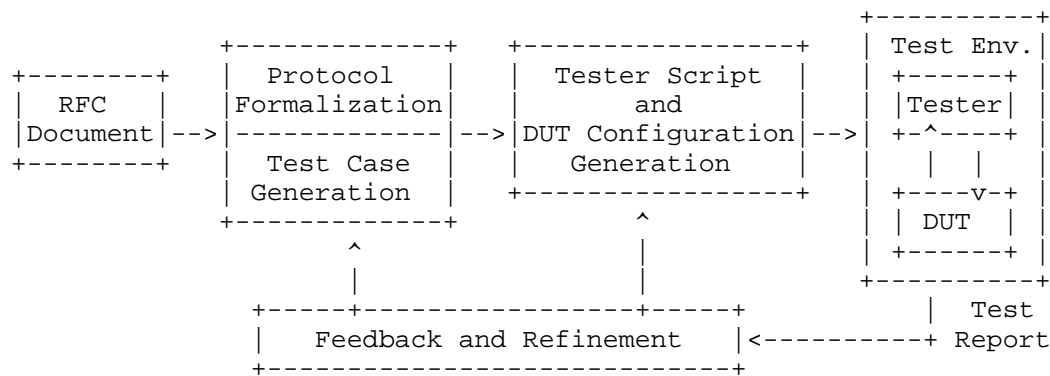 Test Env.
Protocol
Tester Script
RFC
Formalization
and
Tester
Document
DUT Configuration
Test Case
Generation
Generation
DUT
Test
Feedback and Refinement
Report